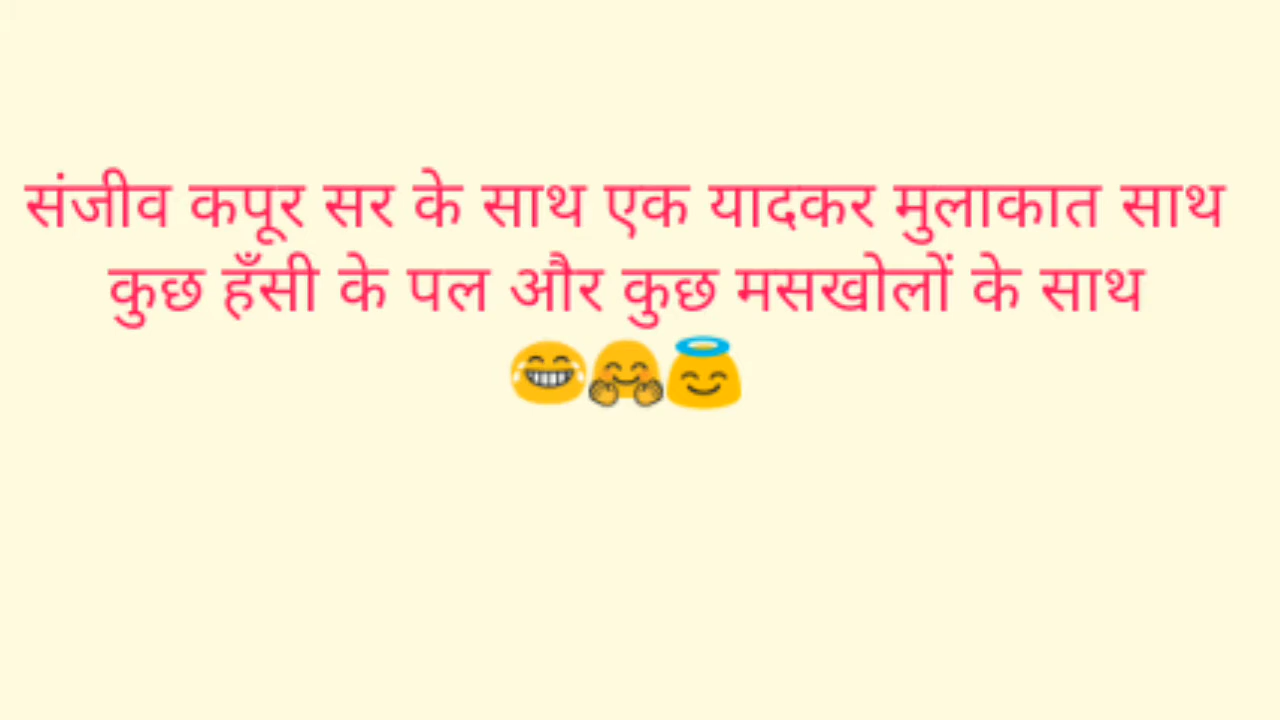 संजीव कपूर सर के साथ एक यादकर मुलाकात साथ
कुछ हँसी के पल और कुछ मसखोलों के साथ
😂🤗😇